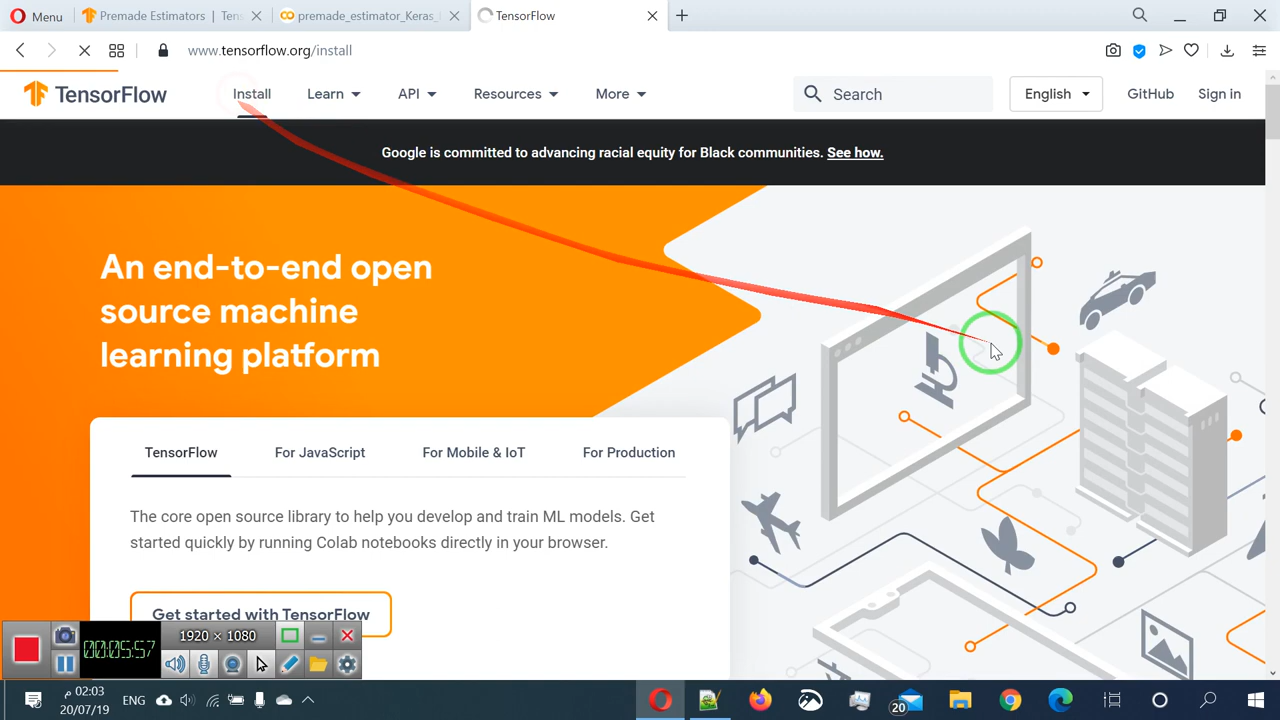 Menu
Premade Estimators | Tens
premade_estimator_Keras_
TensorFlow
www.tensorflow.org/install
TensorFlow
Install
Learn
API
Resources
More
Search
English
GitHub
Sign in
Google is committed to advancing racial equity for Black communities. See how.
An end-to-end open
source machine
learning platform
TensorFlow
For JavaScript
For Mobile & IoT
For Production
The core open source library to help you develop and train ML models. Get
started quickly by running Colab notebooks directly in your browser.
Get started with TensorFlow
00:05:57
1920 × 1080
02:03 م
20/07/19
ENG
20